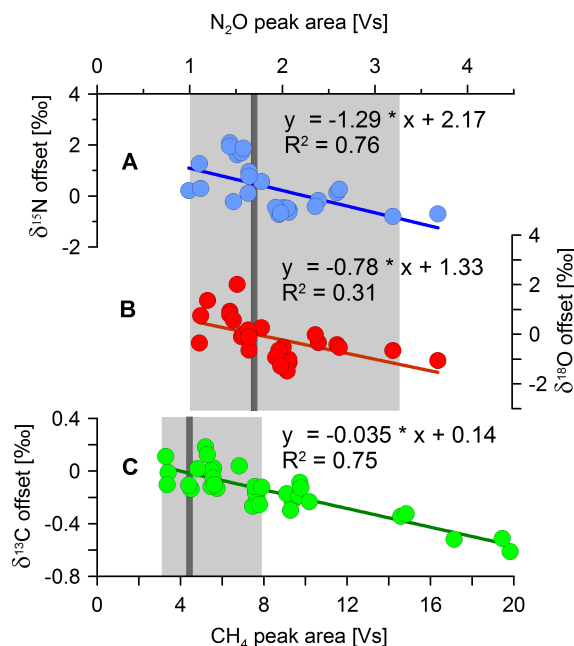 N₂O peak area [Vs]
0 1 2 3 4
4
2
0
-2
δ¹⁵N offset [‰]
A
y = -1.29 * x + 2.17
R² = 0.76
B
y = -0.78 * x + 1.33
R² = 0.31
4
2
0
-2
δ¹⁸O offset [‰]
0.4
0
-0.4
-0.8
δ¹³C offset [‰]
C
y = -0.035 * x + 0.14
R² = 0.75
0 4 8 12 16 20
CH₄ peak area [Vs]